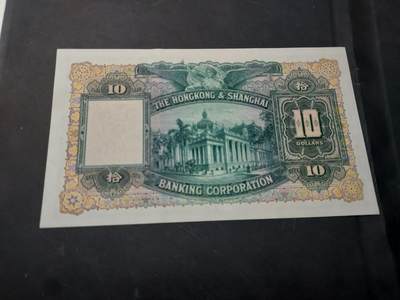 10
拾
THE HONGKONG & SHANGHAI
10
DOLLARS
BANKING CORPORATION
拾
10